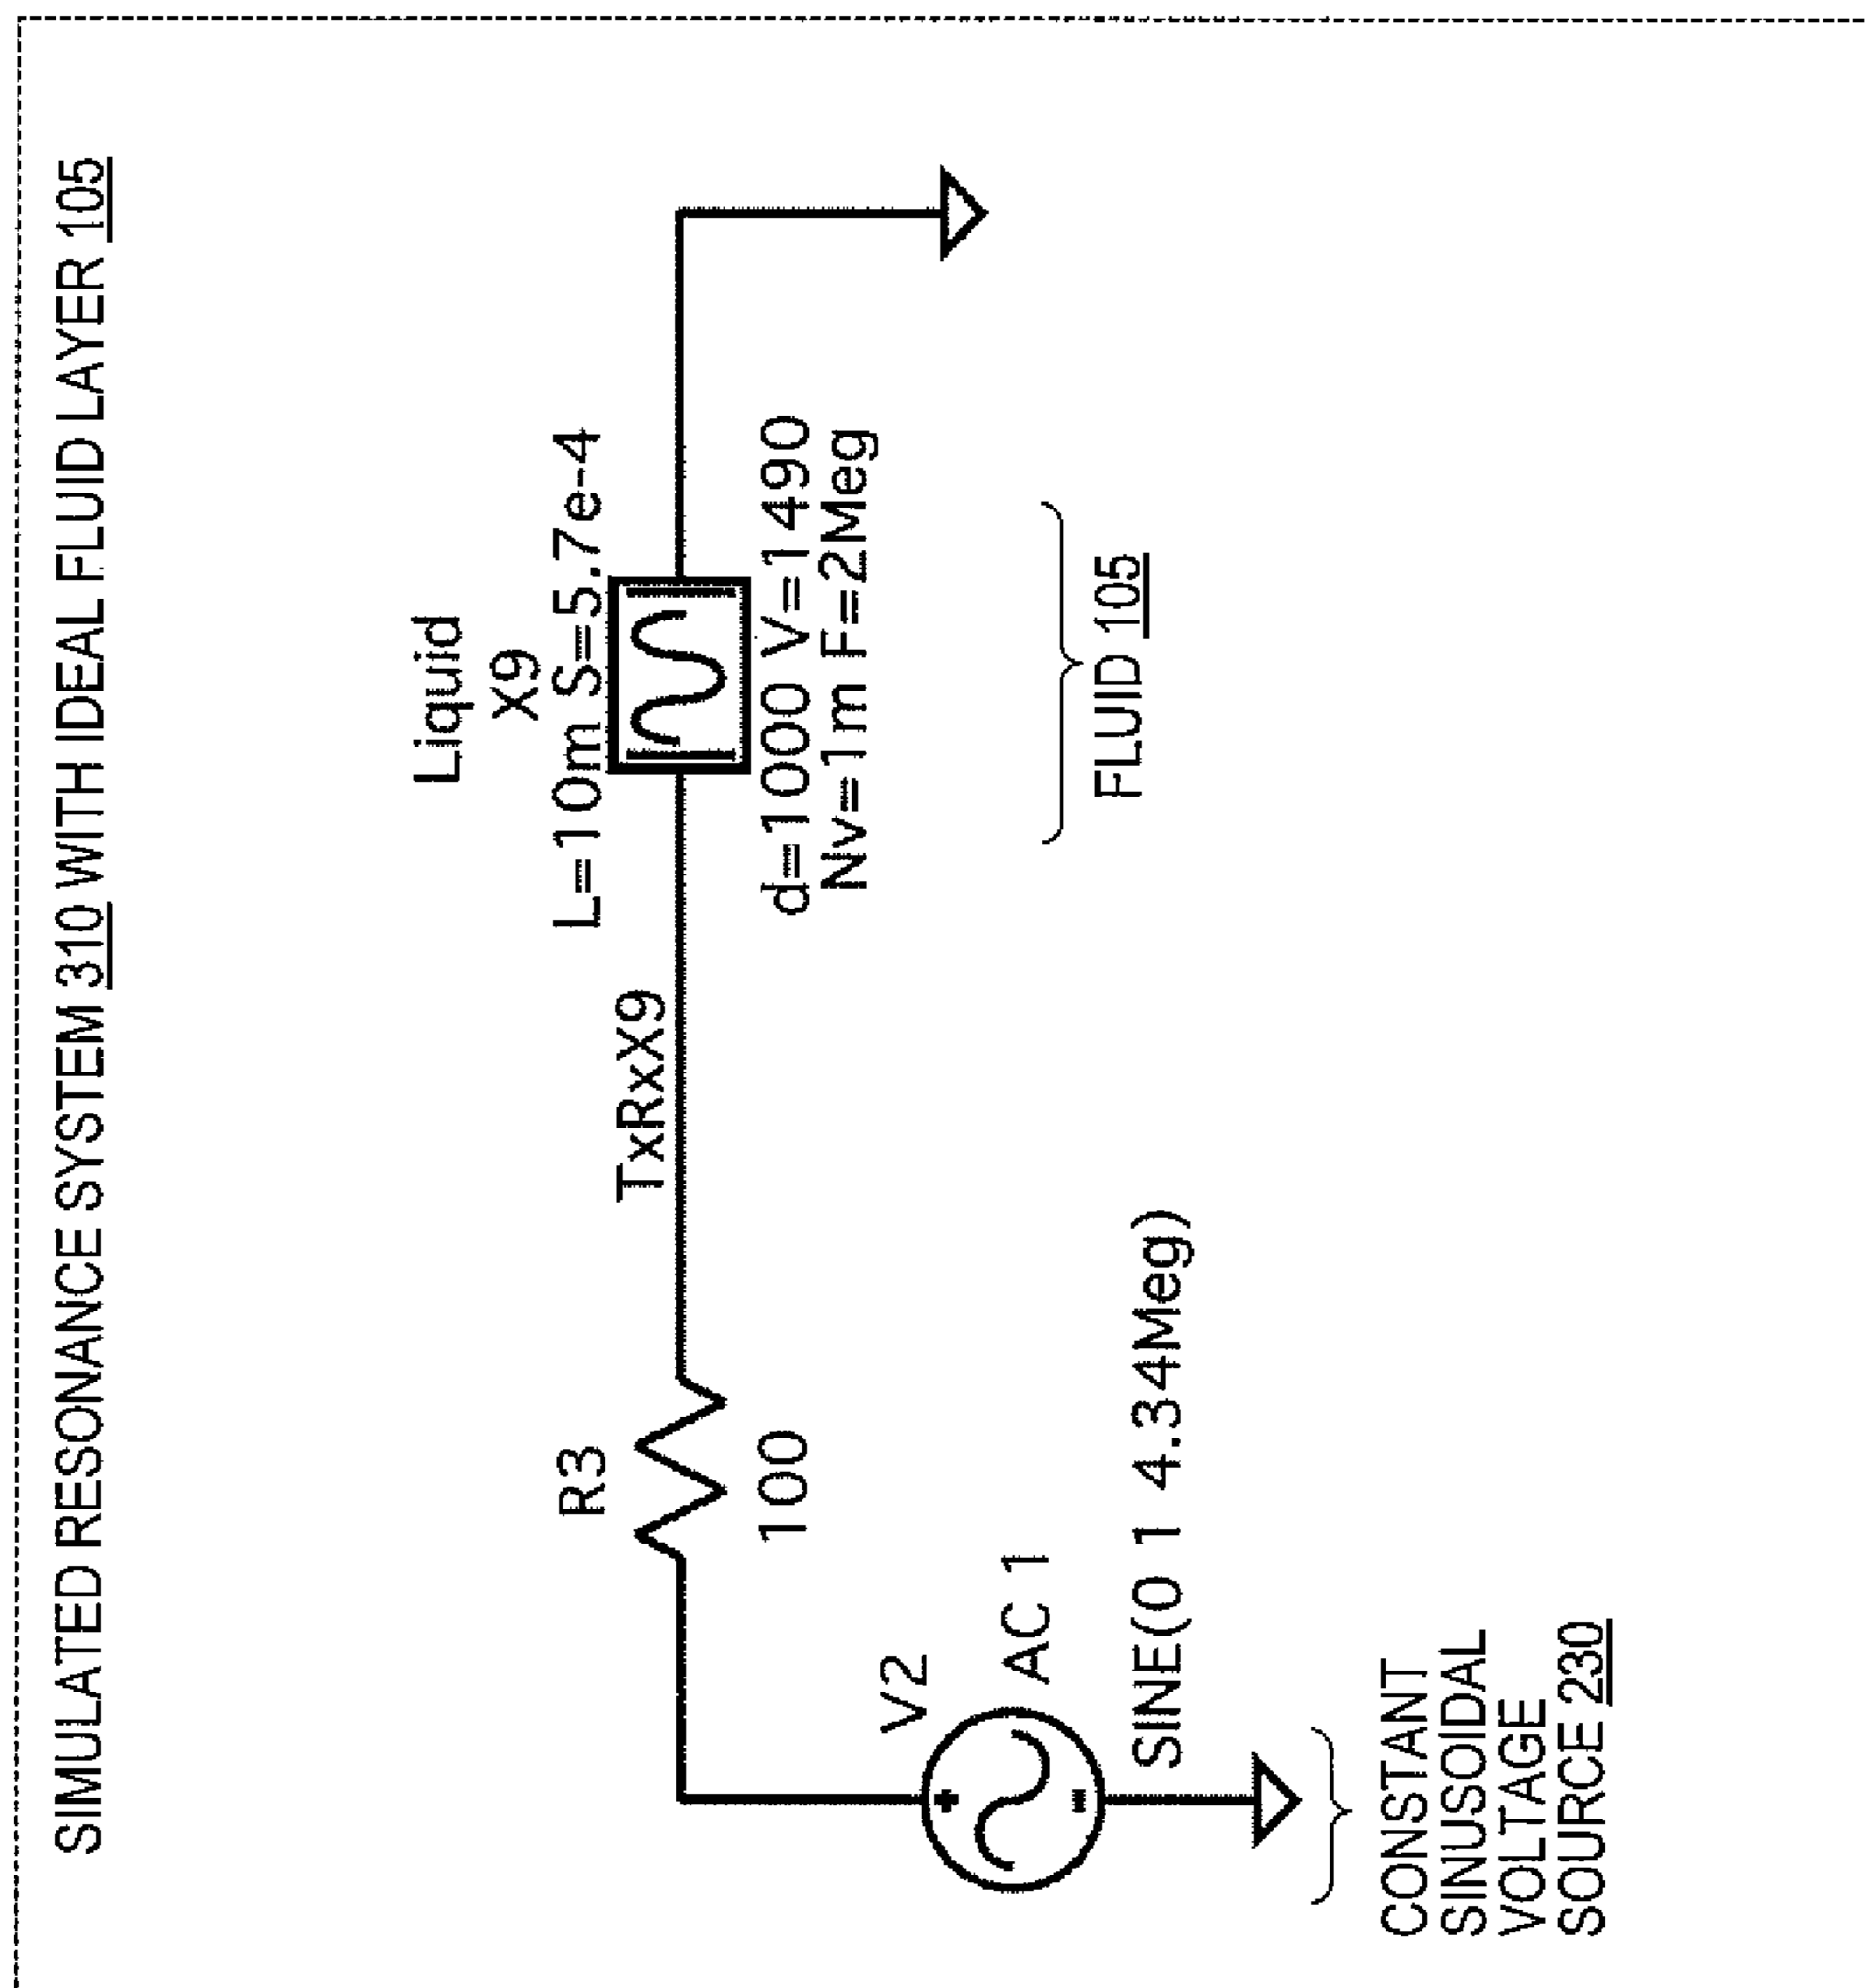 SIMULATED RESONANCE SYSTEM 310 WITH IDEAL FLUID LAYER 105
Liquid
X9
L=10m S=5.7e-4
d=1000 V=1490
Nv=1m F=2Meg
FLUID 105
TxRxX9
R3
100
V2
+
-
AC 1
SINE(0 1 4.34Meg)
CONSTANT
SINUSOIDAL
VOLTAGE
SOURCE 230